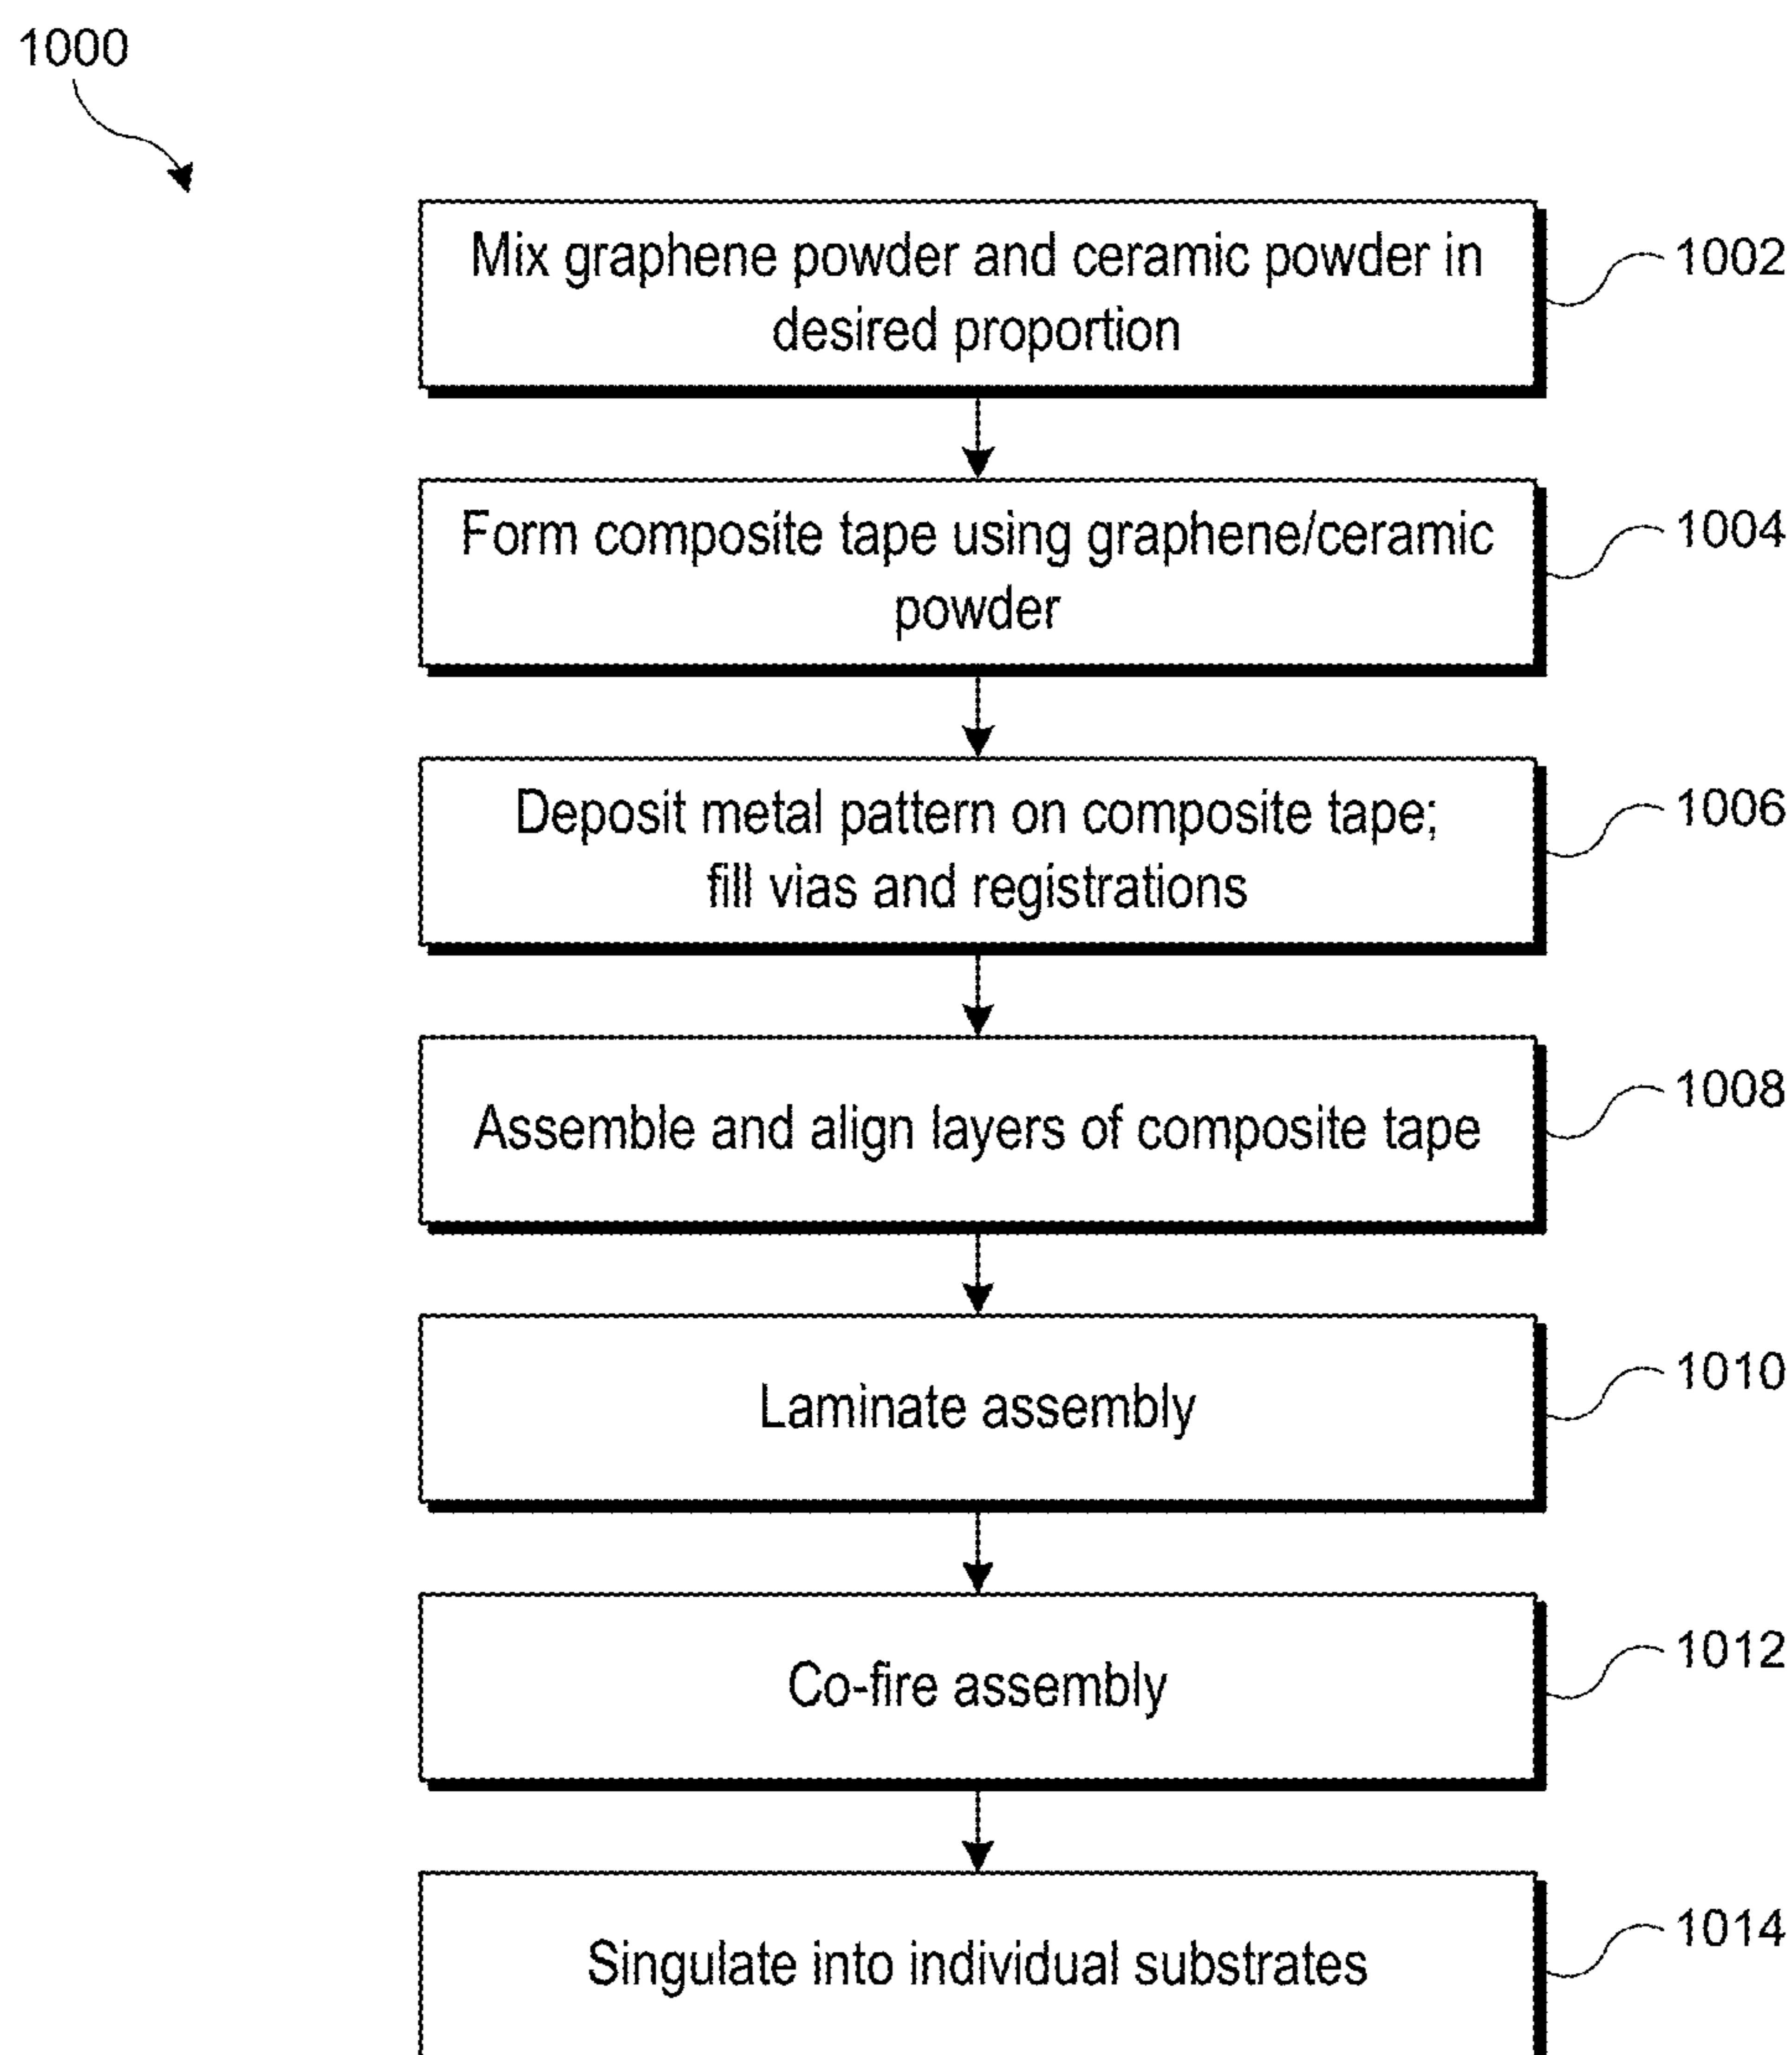 1000
Mix graphene powder and ceramic powder in
desired proportion
1002
Form composite tape using graphene/ceramic
powder
1004
Deposit metal pattern on composite tape;
fill vias and registrations
1006
Assemble and align layers of composite tape
1008
Laminate assembly
1010
Co-fire assembly
1012
Singulate into individual substrates
1014